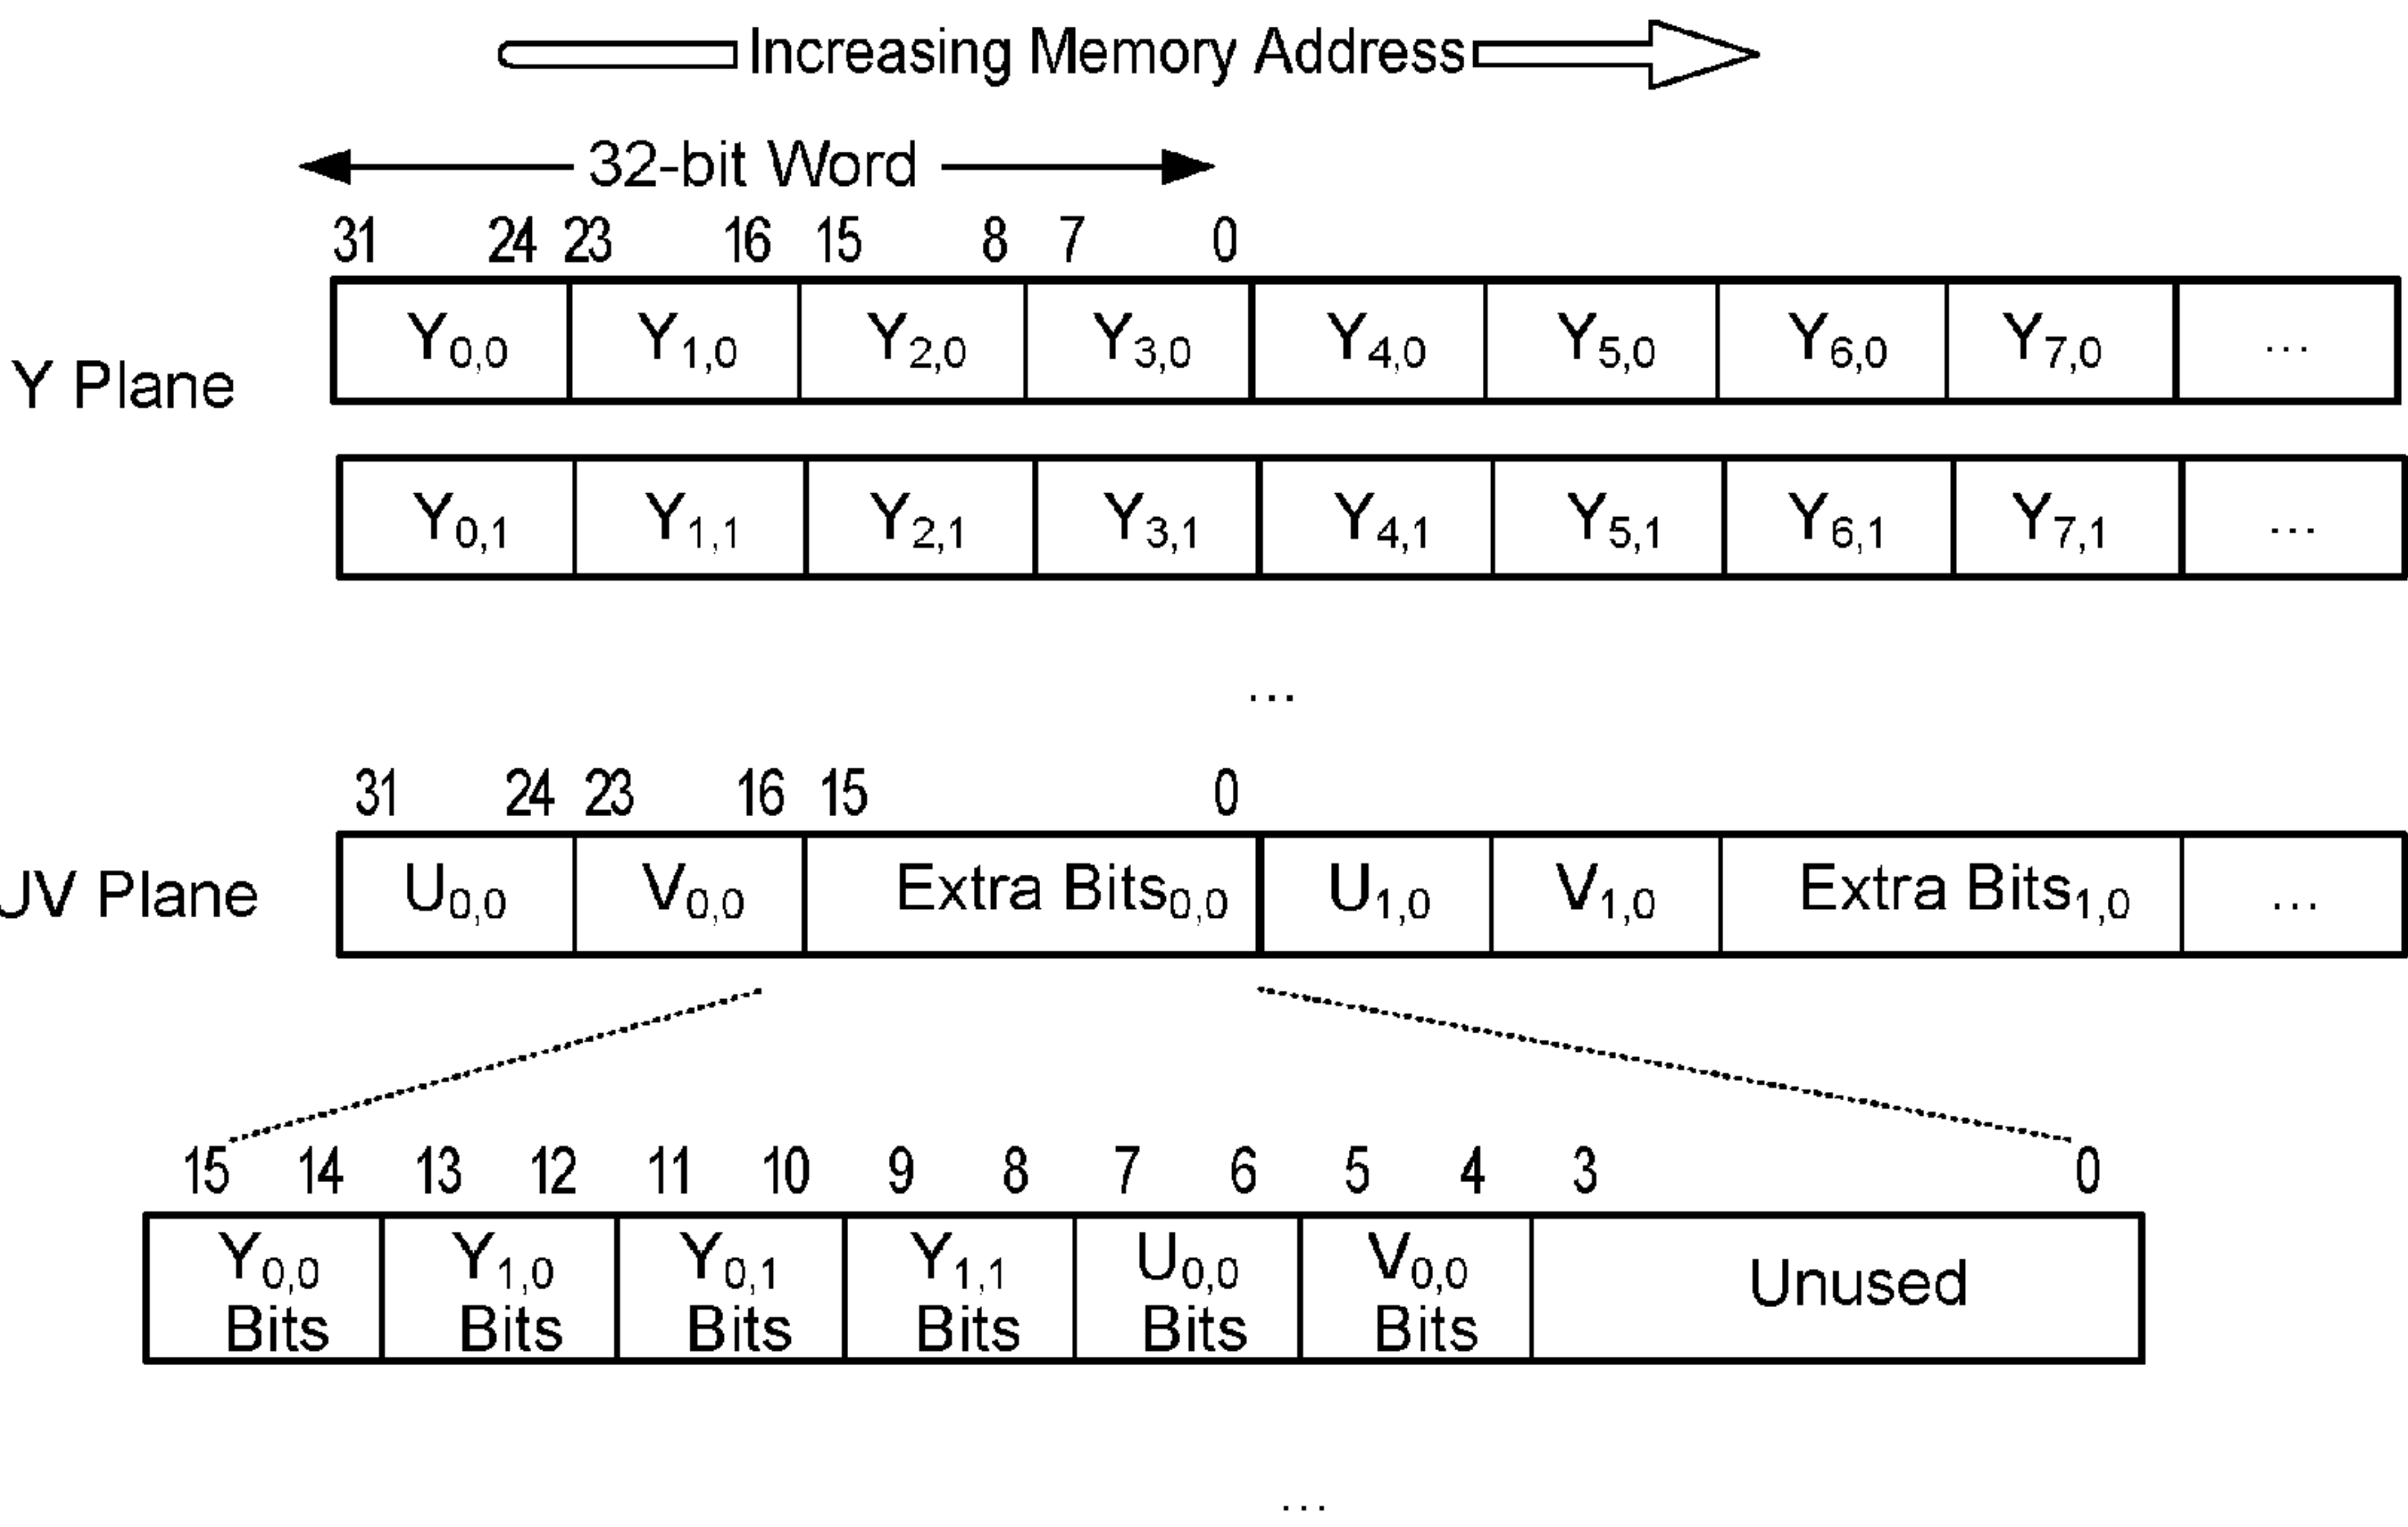 Increasing Memory Address
32-bit Word
31 24 23 16 15 8 7 0
Y0,0 Y1,0 Y2,0 Y3,0 Y4,0 Y5,0 Y6,0 Y7,0 ...
Y Plane
Y0,1 Y1,1 Y2,1 Y3,1 Y4,1 Y5,1 Y6,1 Y7,1 ...
...
31 24 23 16 15 0
UV Plane U0,0 V0,0 Extra Bits0,0 U1,0 V1,0 Extra Bits1,0 ...
15 14 13 12 11 10 9 8 7 6 5 4 3 0
Y0,0 Y1,0 Y0,1 Y1,1 U0,0 V0,0 Unused
Bits Bits Bits Bits Bits Bits
...